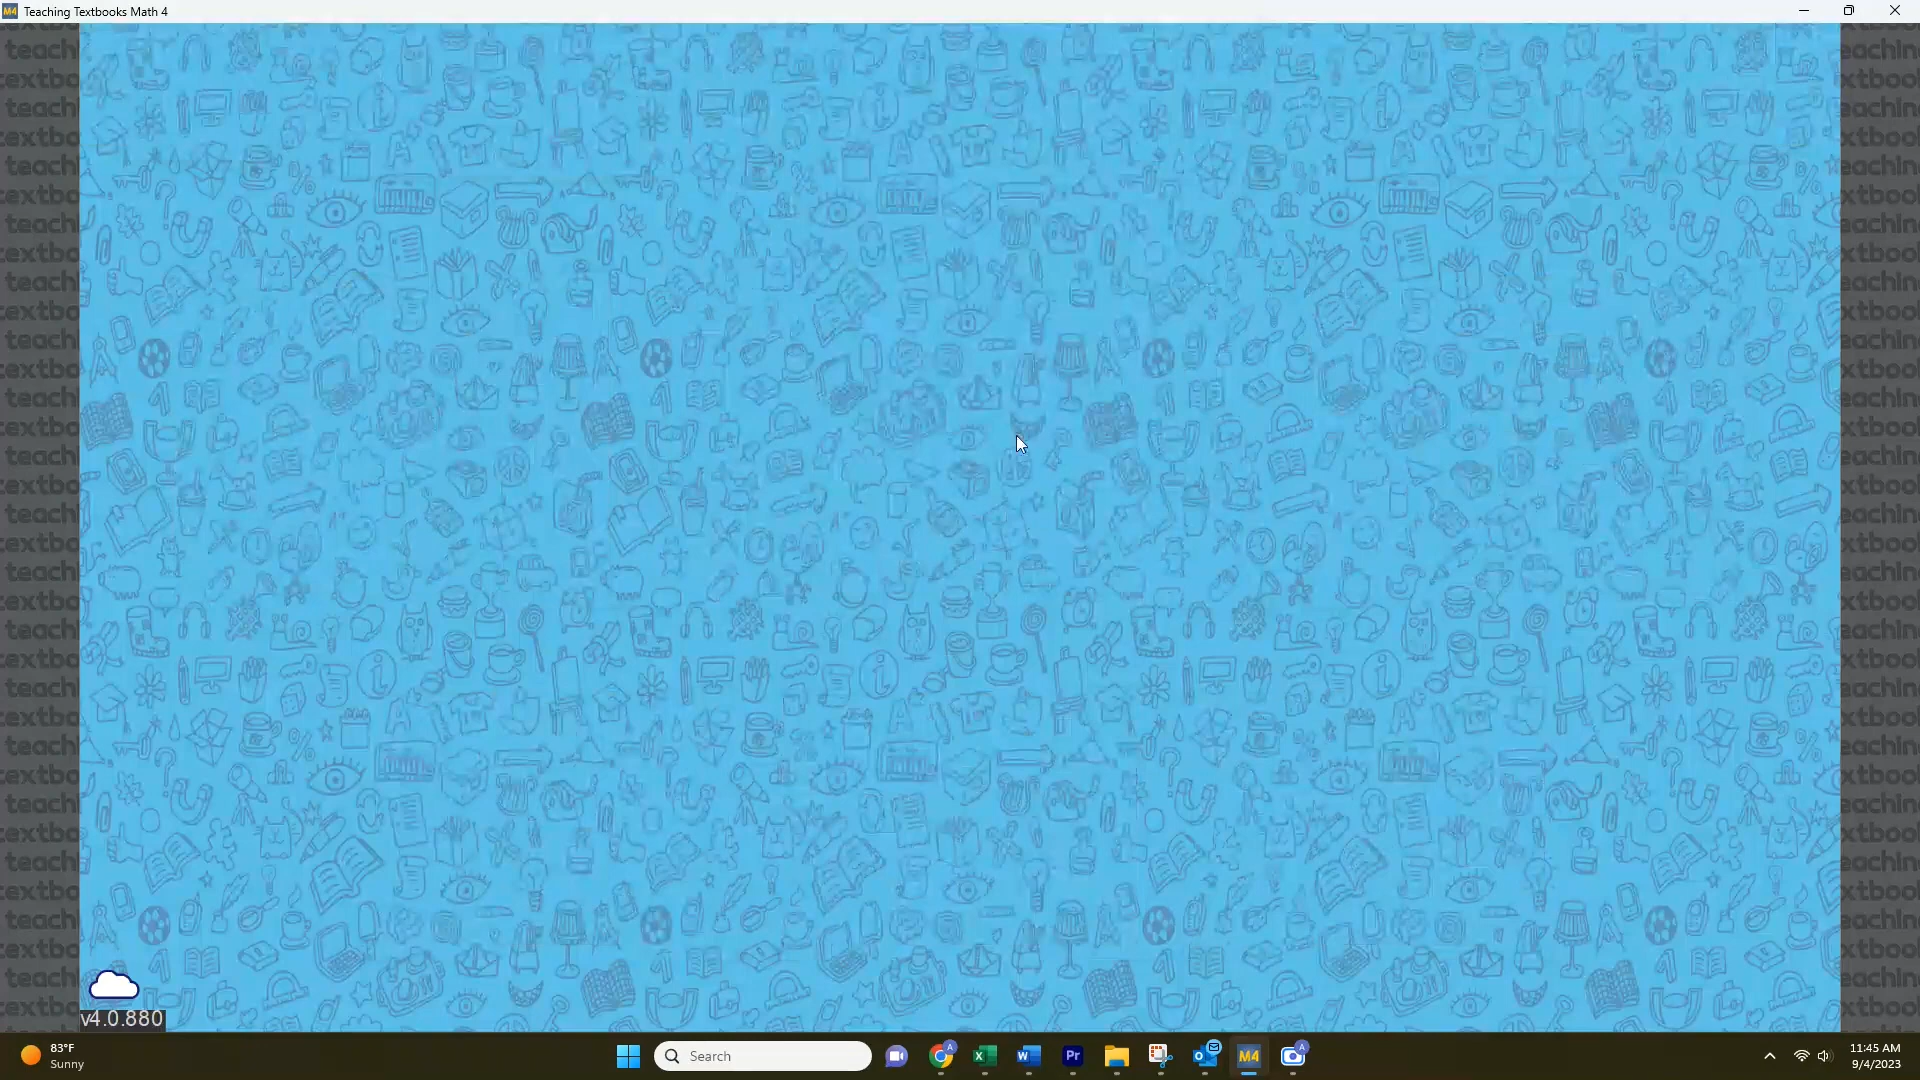 Teaching Textbooks Math 4
v4.0.880
83°F
Sunny
Search
11:45 AM
9/4/2023